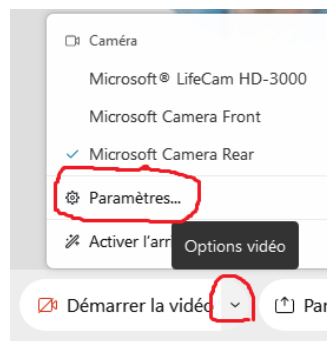 Caméra
Microsoft® LifeCam HD-3000
Microsoft Camera Front
Microsoft Camera Rear
Paramètres...
Activer l'arri
Options vidéo
Démarrer la vidéo
Par